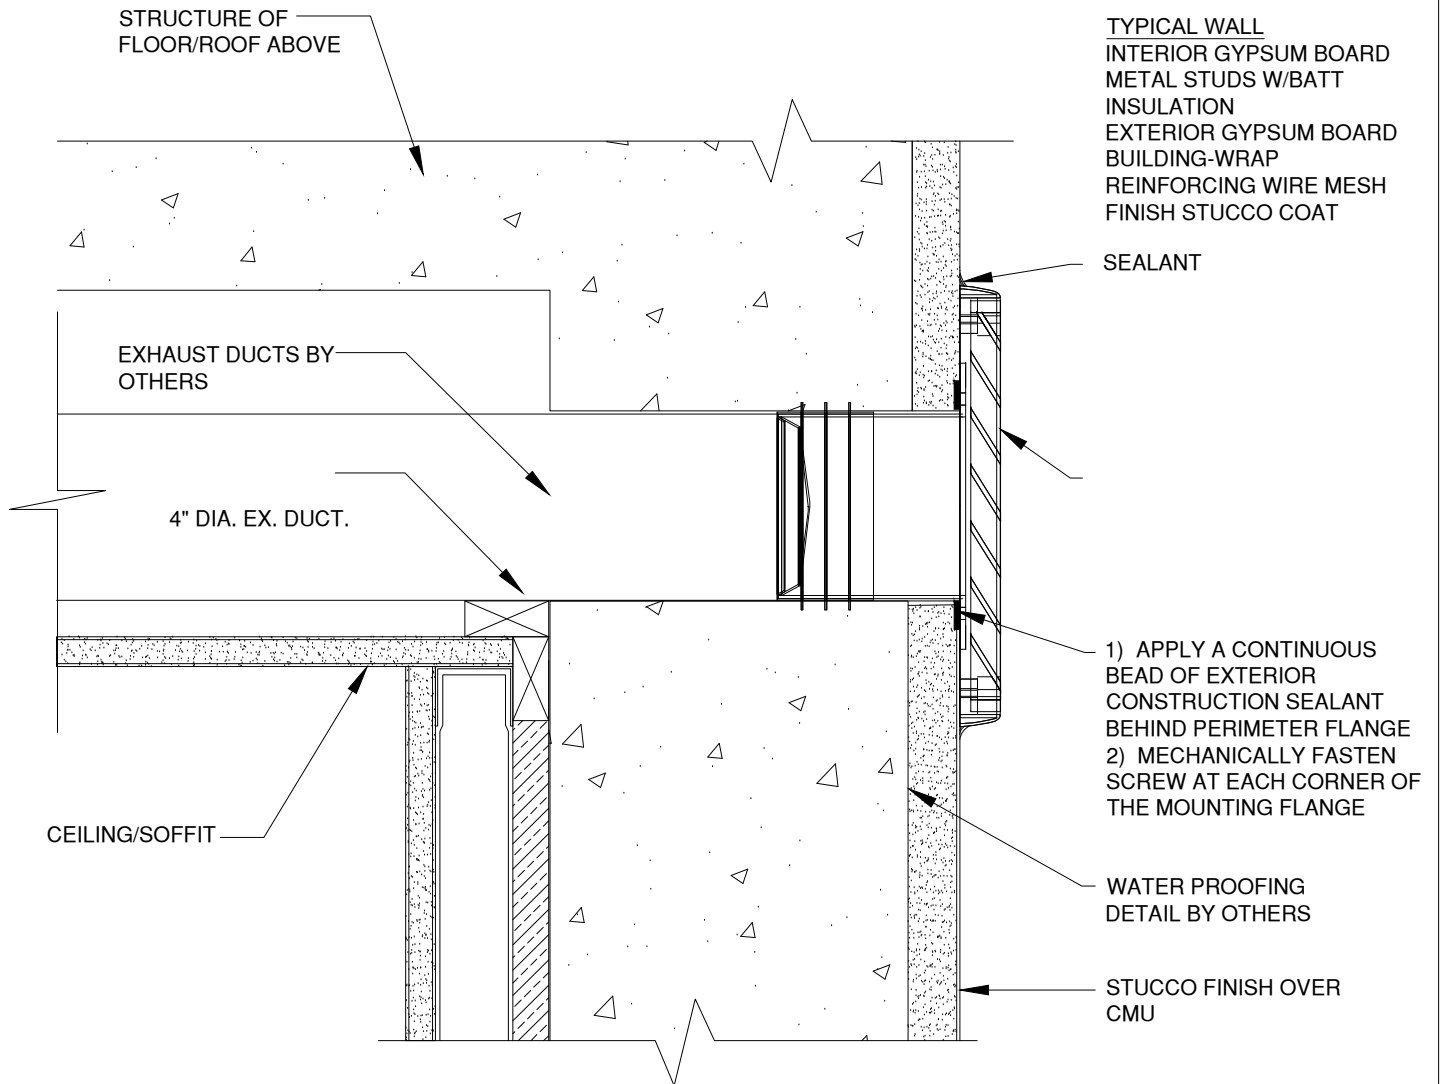 STRUCTURE OF
FLOOR/ROOF ABOVE
TYPICAL WALL
INTERIOR GYPSUM BOARD
METAL STUDS W/BATT
INSULATION
EXTERIOR GYPSUM BOARD
BUILDING-WRAP
REINFORCING WIRE MESH
FINISH STUCCO COAT
SEALANT
EXHAUST DUCTS BY
OTHERS
4" DIA. EX. DUCT.
1) APPLY A CONTINUOUS
BEAD OF EXTERIOR
CONSTRUCTION SEALANT
BEHIND PERIMETER FLANGE
2) MECHANICALLY FASTEN
SCREW AT EACH CORNER OF
THE MOUNTING FLANGE
CEILING/SOFFIT
WATER PROOFING
DETAIL BY OTHERS
STUCCO FINISH OVER
CMU